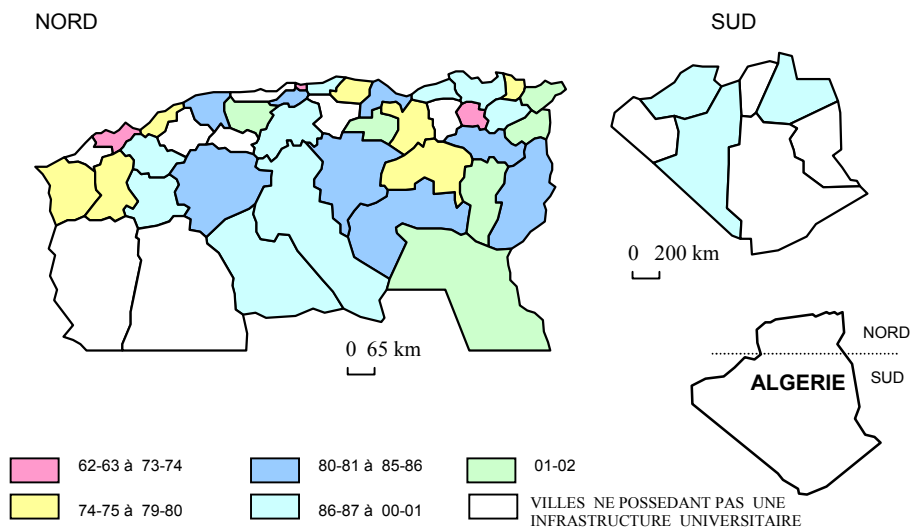 NORD
SUD
0 65 km
0 200 km
NORD
ALGERIE
SUD
62-63 à 73-74
80-81 à 85-86
01-02
74-75 à 79-80
86-87 à 00-01
VILLES NE POSSEDANT PAS UNE
INFRASTRUCTURE UNIVERSITAIRE